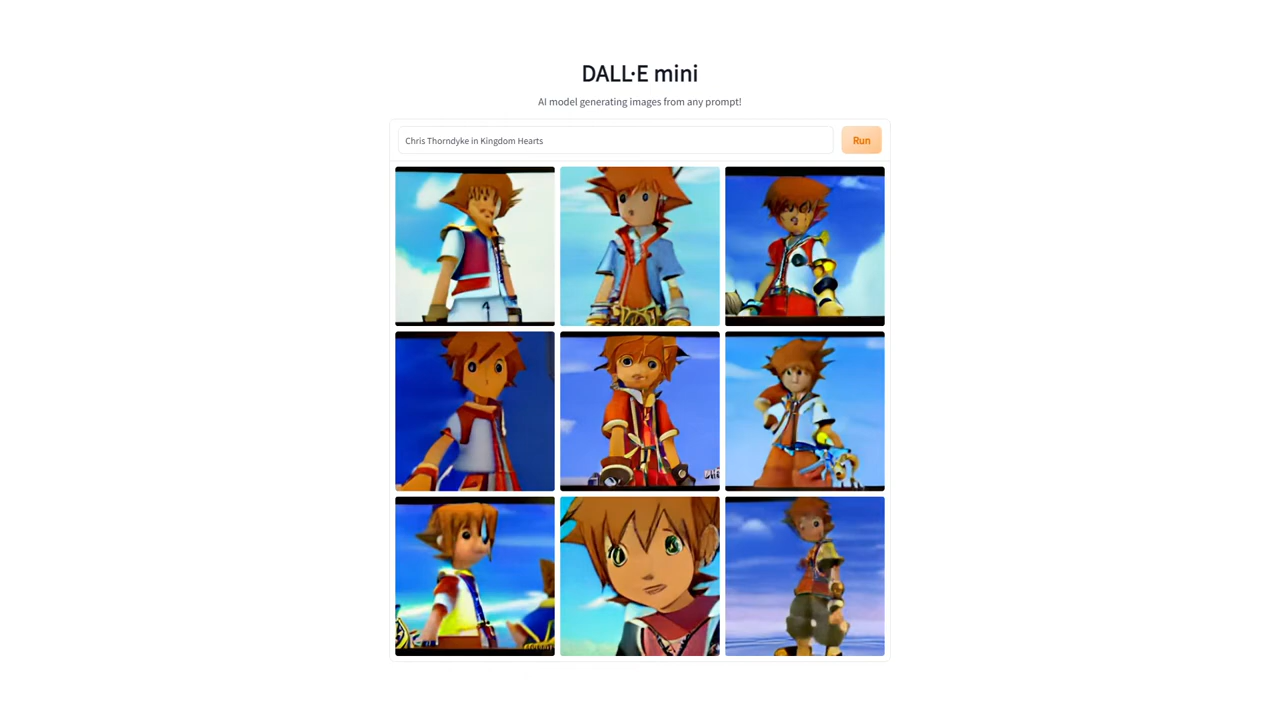 DALL·E mini
AI model generating images from any prompt!
Chris Thorndyke in Kingdom Hearts
Run